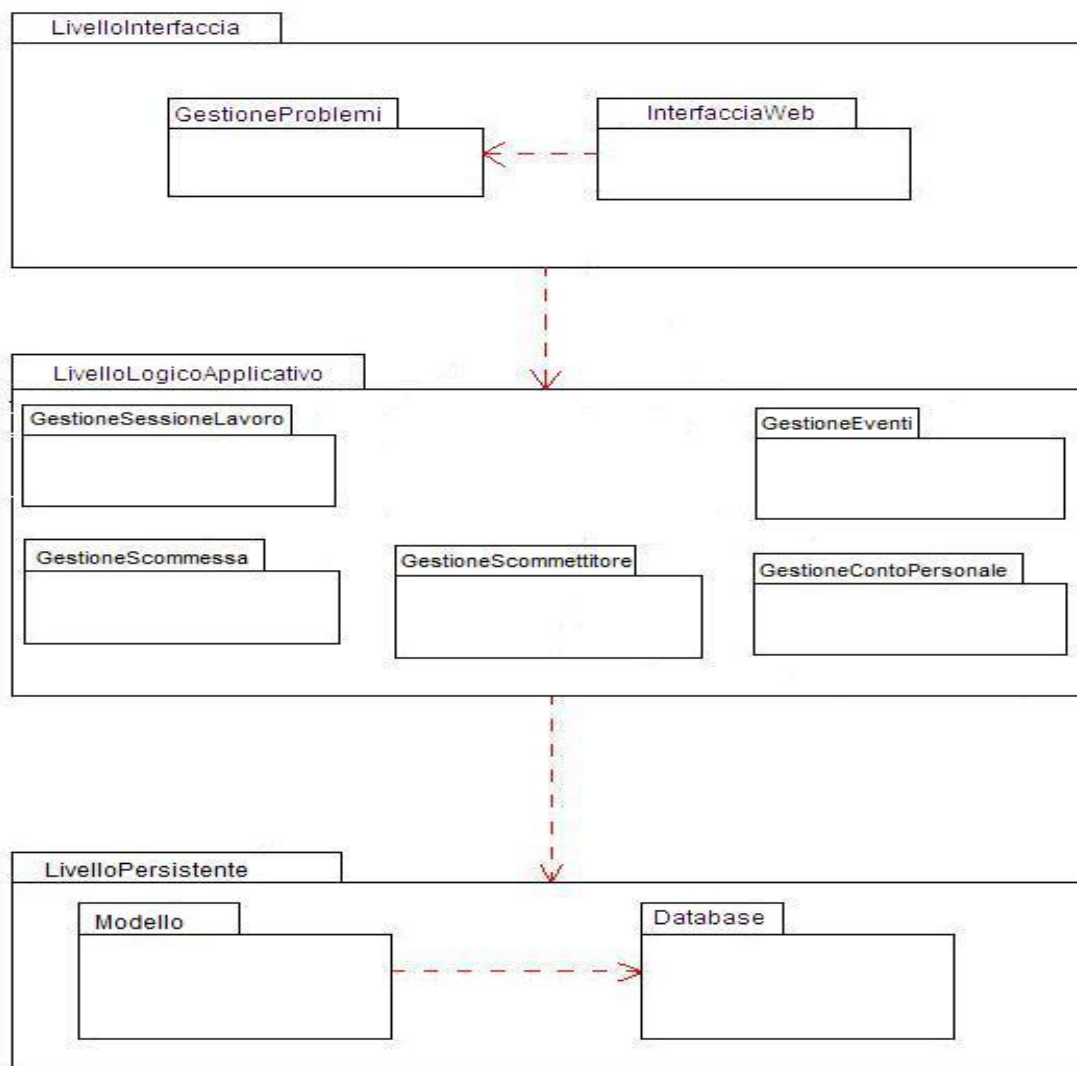 LivelloInterfaccia
GestioneProblemi
InterfacciaWeb
LivelloLogicoApplicativo
GestioneSessioneLavoro
GestioneEventi
GestioneScommessa
GestioneScommettitore
GestioneContoPersonale
LivelloPersistente
Modello
Database